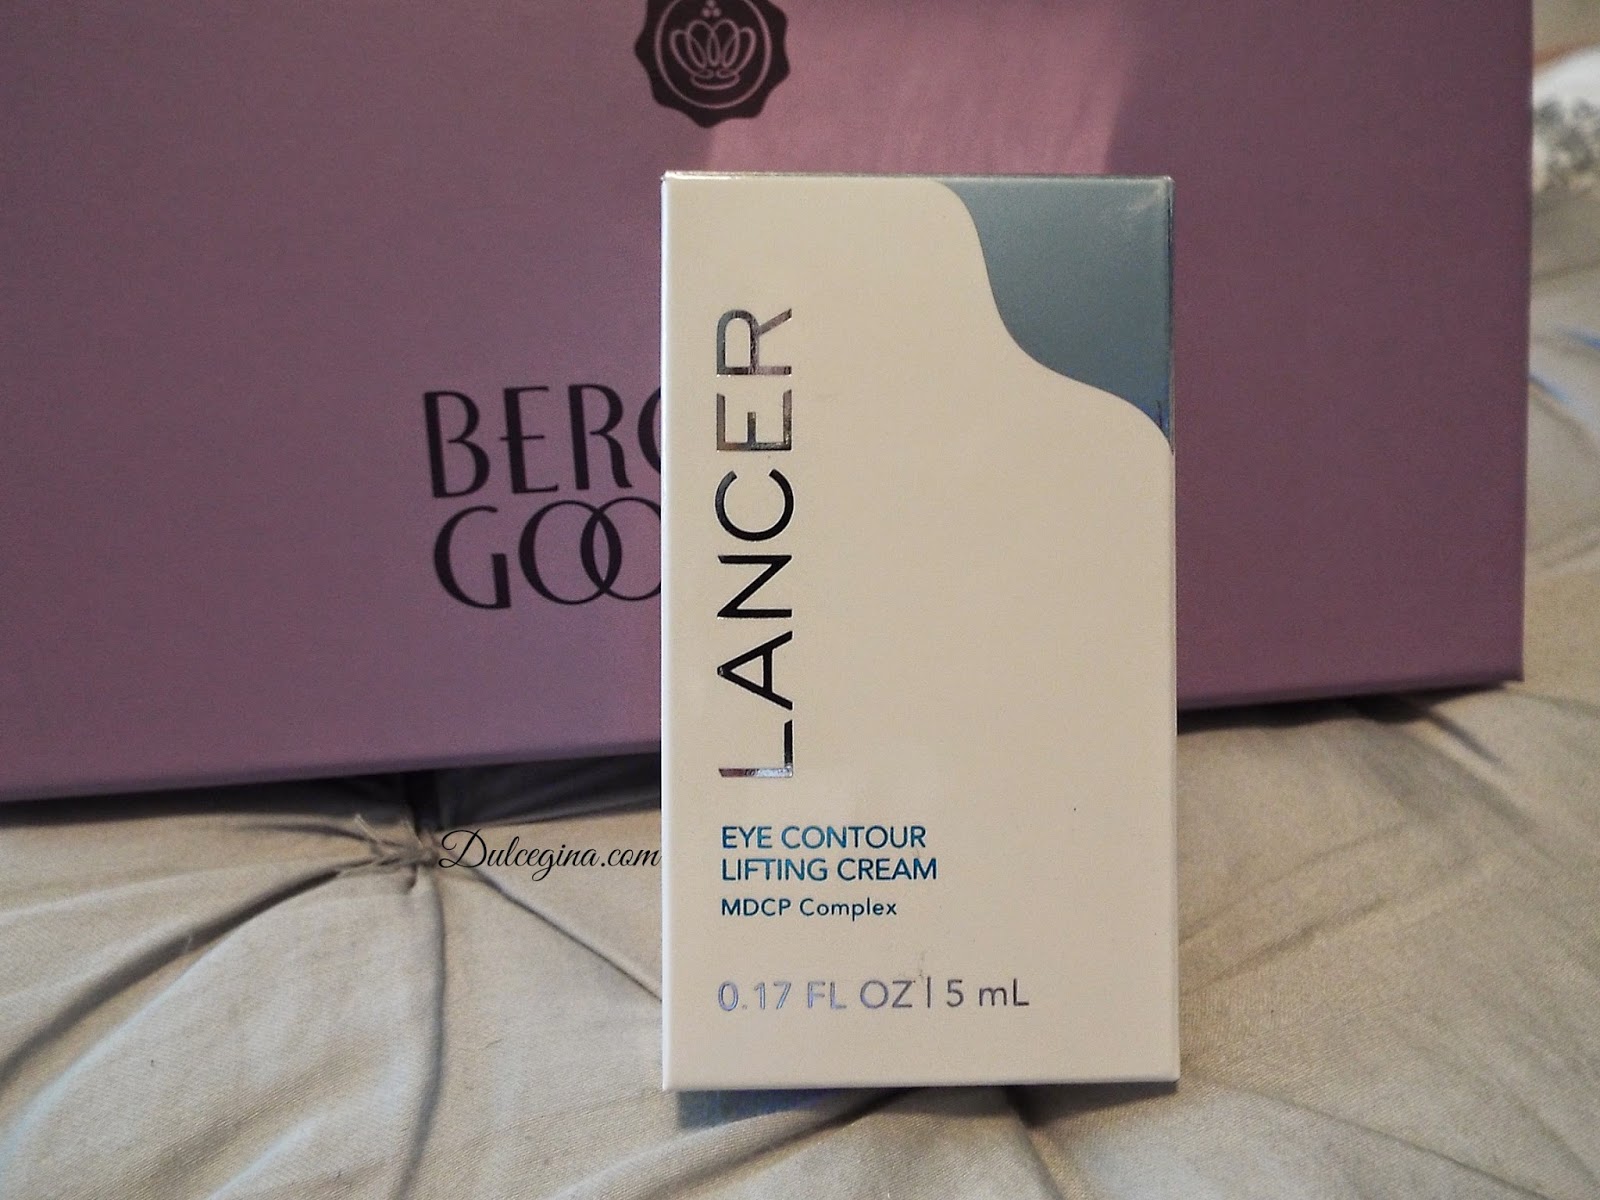 BERG
GOO
LANCER
EYE CONTOUR
LIFTING CREAM
MDCP Complex
0.17 FL OZ | 5 mL
Dulcegina.com